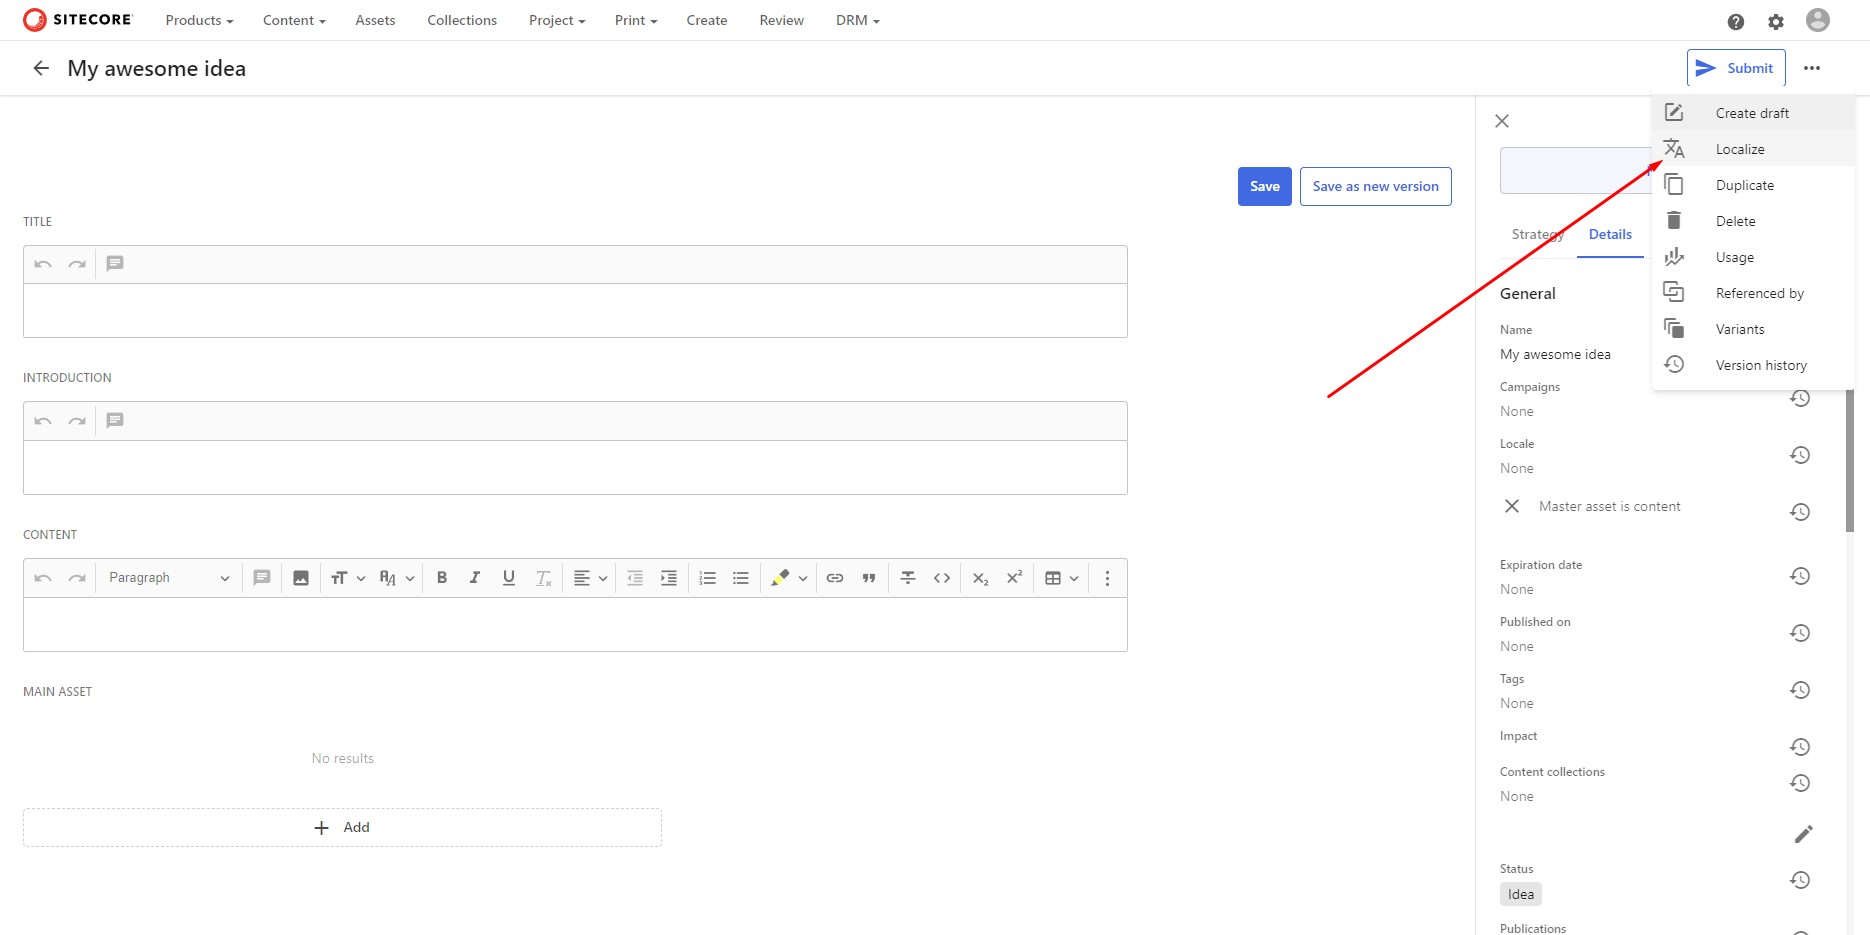 SITECORE
Products Content Assets Collections Project Print Create Review DRM
My awesome idea
Submit
Create draft
Localize
Duplicate
Delete
Usage
Referenced by
Variants
Version history
Save
Save as new version
TITLE
INTRODUCTION
CONTENT
Paragraph
MAIN ASSET
No results
Add
Strategy Details
General
Name
My awesome idea
Campaigns
None
Locale
None
Master asset is content
Expiration date
None
Published on
None
Tags
None
Impact
Content collections
None
Status
Idea
Publications